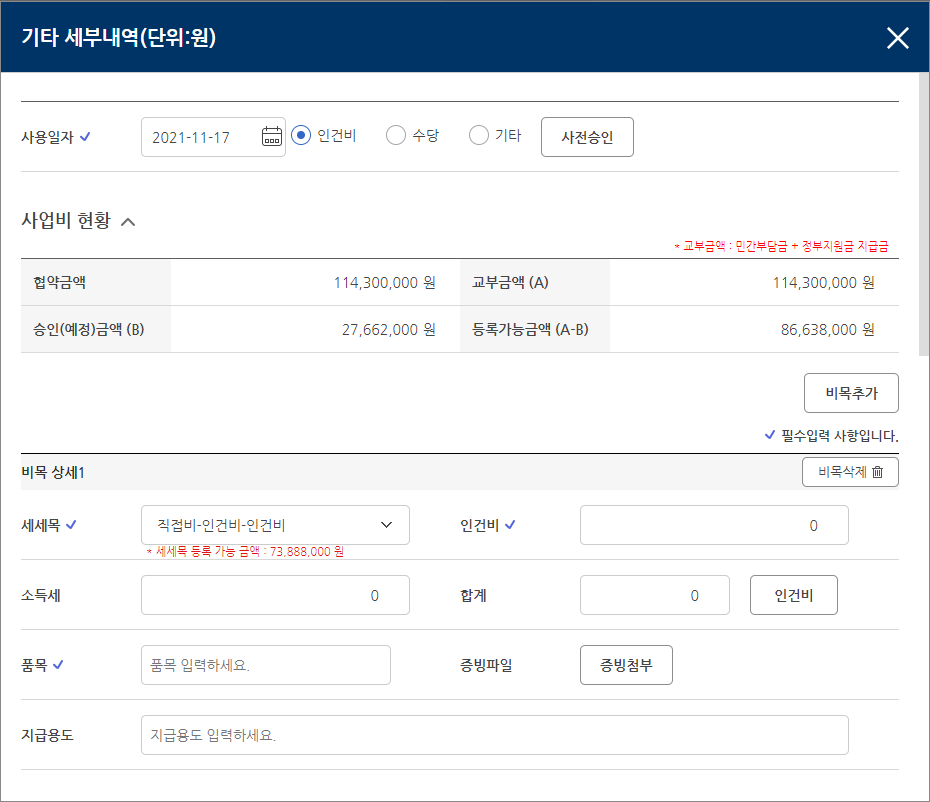 기타 세부내역(단위:원)
사용일자 2021-11-17 인건비 수당 기타 사전승인
사업비 현황
* 교부금액 : 민간부담금 + 정부지원금 지급금
협약금액 114,300,000 원 교부금액 (A) 114,300,000 원
승인(예정)금액 (B) 27,662,000 원 등록가능금액 (A-B) 86,638,000 원
비목추가
필수입력 사항입니다.
비목 상세1 비목삭제
세세목 직접비-인건비-인건비 인건비 0
* 세세목 등록 가능 금액 : 73,888,000 원
소득세 0 합계 0 인건비
품목 품목 입력하세요. 증빙파일 증빙첨부
지급용도 지급용도 입력하세요.